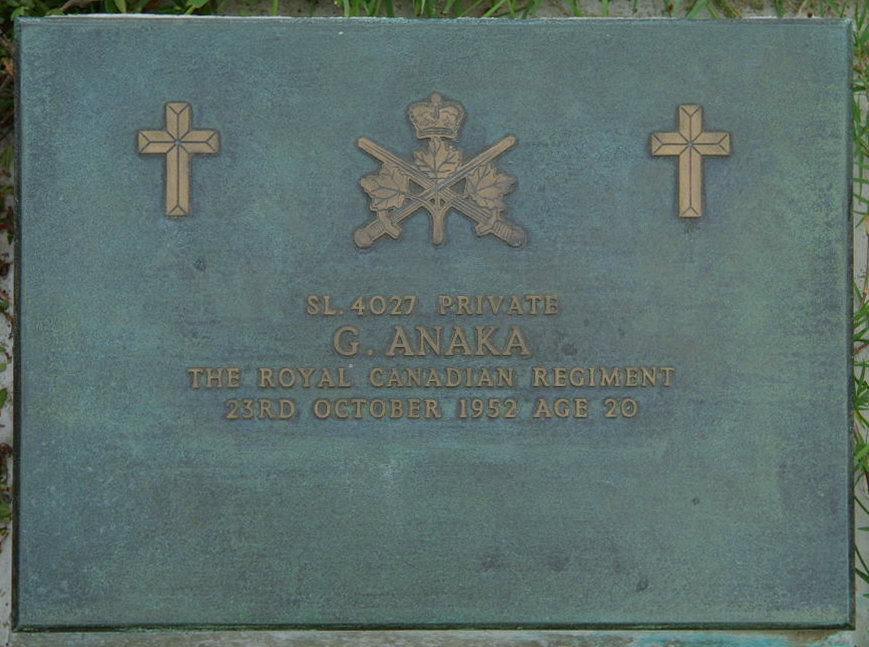 SL. 4027 PRIVATE
G. ANAKA
THE ROYAL CANADIAN REGIMENT
23RD OCTOBER 1952 AGE 20